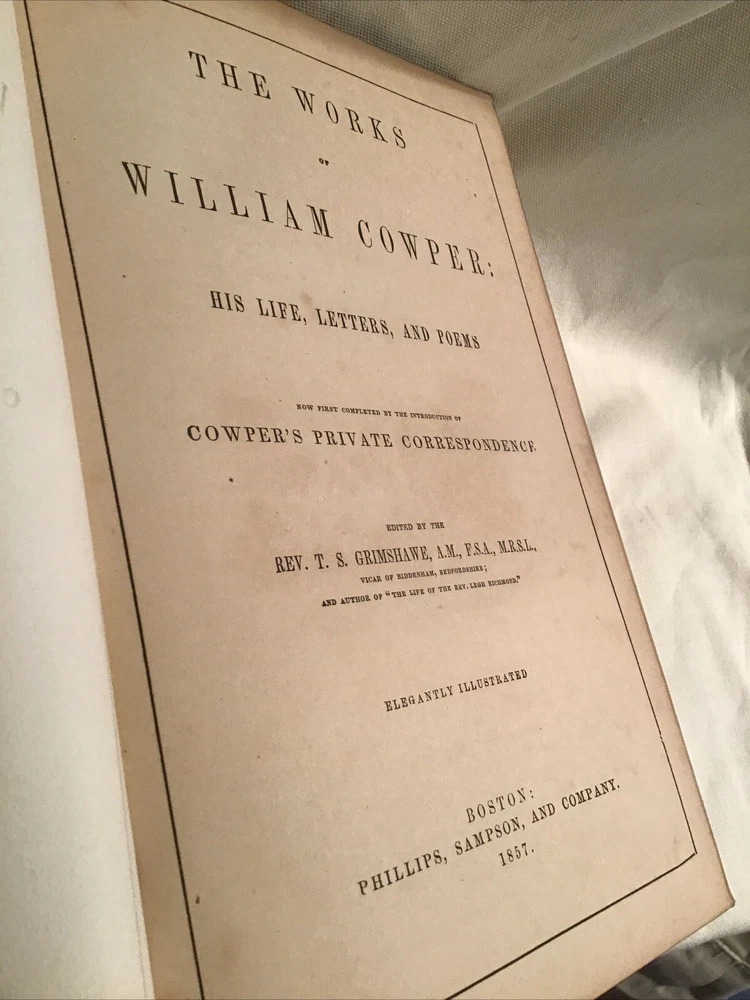 THE WORKS
OF
WILLIAM COWPER:
HIS LIFE, LETTERS, AND POEMS
NOW FIRST COMPLETED BY THE INTRODUCTION OF
COWPER'S PRIVATE CORRESPONDENCE.
EDITED BY THE
REV. T. S. GRIMSHAWE, A.M., F.S.A., M.R.S.L.,
VICAR OF BIDDENHAM, BEDFORDSHIRE;
AND AUTHOR OF "THE LIFE OF THE REV. LEGH RICHMOND."
ELEGANTLY ILLUSTRATED
BOSTON:
PHILLIPS, SAMPSON, AND COMPANY.
1857.